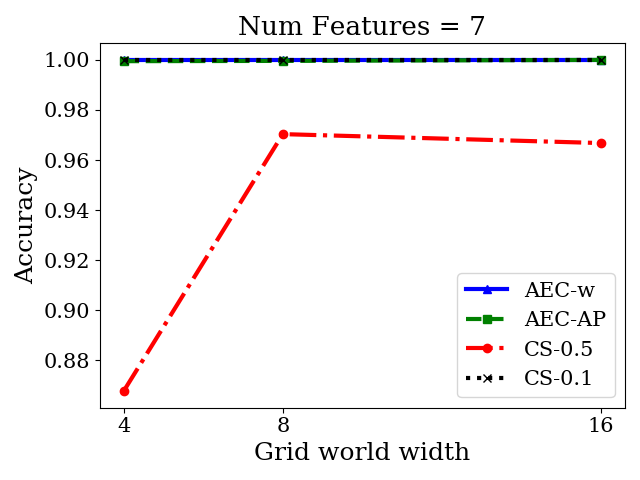 Num Features = 7
1.00
0.98
0.96
0.94
0.92
0.90
0.88
Accuracy
4
8
16
Grid world width
AEC-w
AEC-AP
CS-0.5
CS-0.1